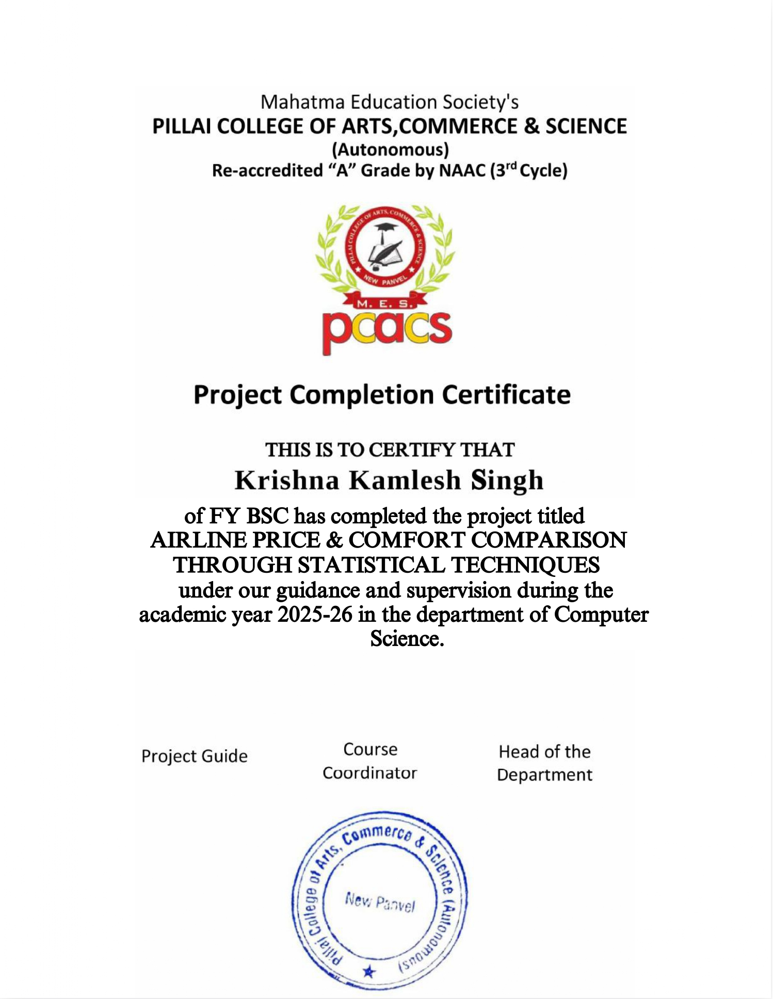 Mahatma Education Society's
PILLAI COLLEGE OF ARTS,COMMERCE & SCIENCE
(Autonomous)
Re-accredited “A” Grade by NAAC (3rd Cycle)
PILLAI COLLEGE OF ARTS, COMMERCE & SCIENCE
NEW PANVEL
M. E. S.
pcacs
Project Completion Certificate
THIS IS TO CERTIFY THAT
Krishna Kamlesh Singh
of FY BSC has completed the project titled
AIRLINE PRICE & COMFORT COMPARISON
THROUGH STATISTICAL TECHNIQUES
under our guidance and supervision during the
academic year 2025-26 in the department of Computer
Science.
Project Guide
Course
Coordinator
Head of the
Department
Pillai College of Arts, Commerce & Science (Autonomous)
New Panvel